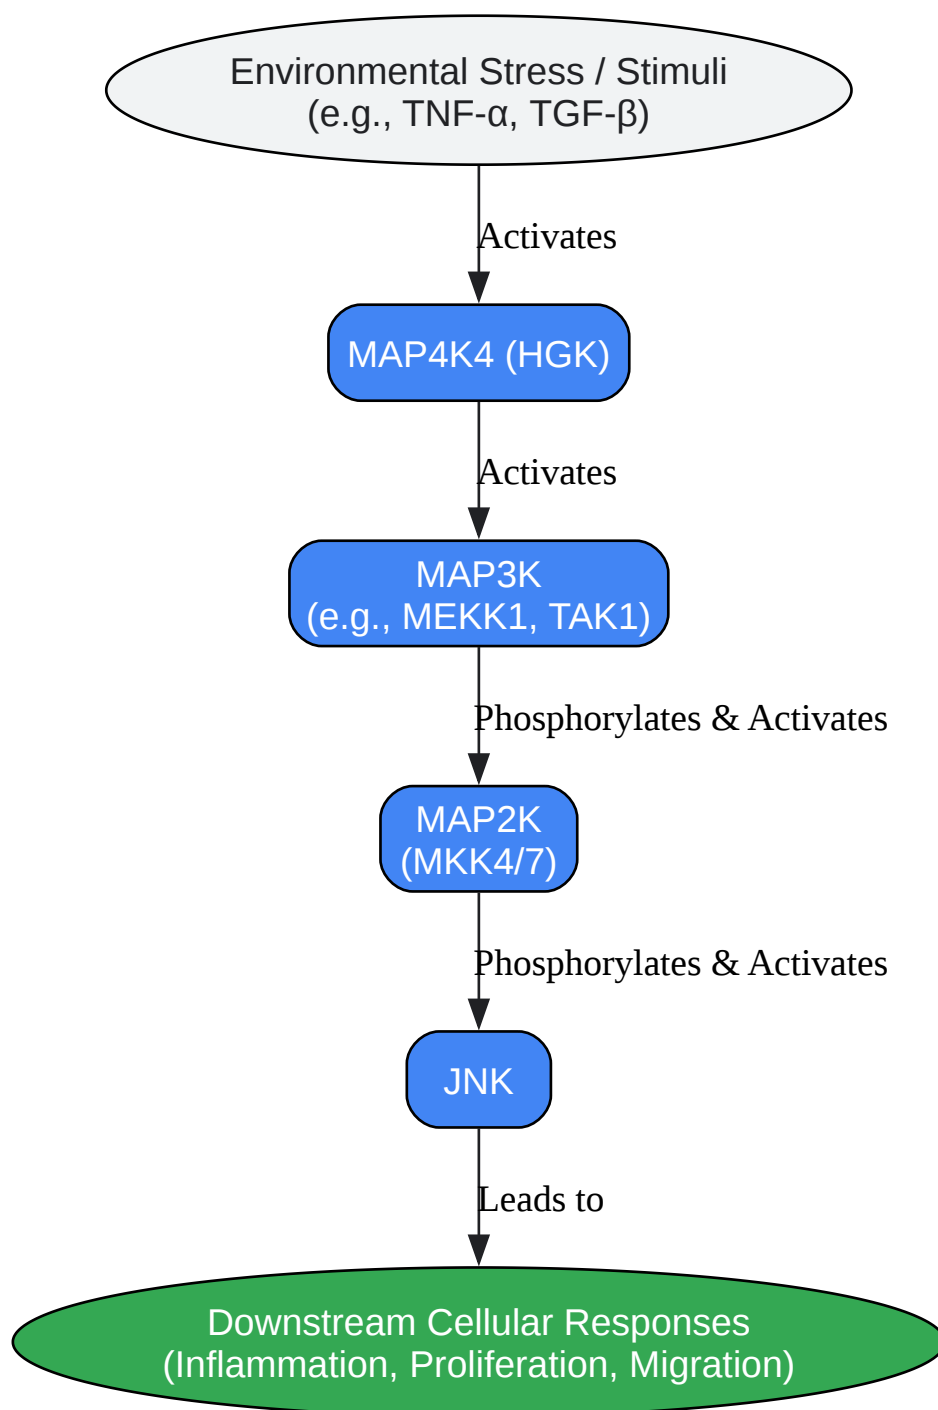 Environmental Stress / Stimuli
(e.g., TNF-α, TGF-β)
Activates
MAP4K4 (HGK)
Activates
MAP3K
(e.g., MEKK1, TAK1)
Phosphorylates & Activates
MAP2K
(MKK4/7)
Phosphorylates & Activates
JNK
Leads to
Downstream Cellular Responses
(Inflammation, Proliferation, Migration)